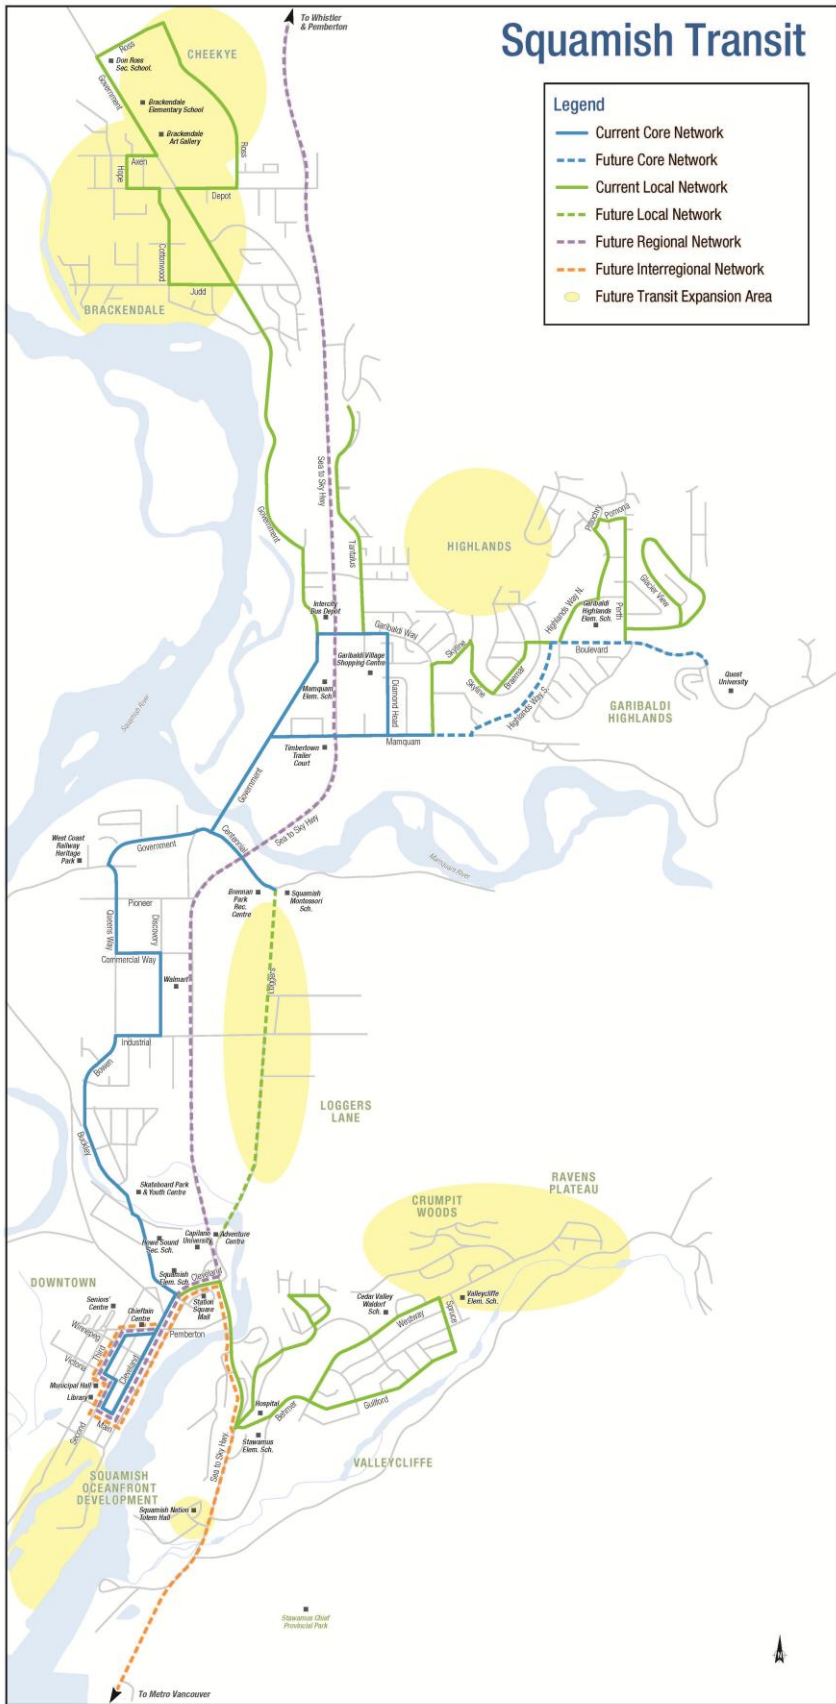 To Whistler
& Pemberton
Squamish Transit
Legend
Current Core Network
Future Core Network
Current Local Network
Future Local Network
Future Regional Network
Future Interregional Network
Future Transit Expansion Area
Ross
Don Ross
Sec. School.
CHEEKYE
Government
Brackendale
Elementary School
Brackendale
Art Gallery
Ross
Axen
Hope
Depot
Cottonwood
Judd
BRACKENDALE
Sea to Sky Hwy
Government
Tantalus
HIGHLANDS
Pitlochry
Pomona
Glacier View
Intercity
Bus Depot
Garibaldi Way
Highlands Way N.
Garibaldi
Highlands
Elem. Sch.
Perth
Garibaldi Village
Shopping Centre
Skyline
Skyline
Braemar
Boulevard
Mamquam
Elem. Sch.
Diamond Head
Highlands Way S.
Quest
University
GARIBALDI
HIGHLANDS
Squamish River
Timbertown
Trailer
Court
Mamquam
Government
Sea to Sky Hwy
Centennial
Government
West Coast
Railway
Heritage
Park
Mamquam River
Brennan
Park
Rec.
Centre
Squamish
Montessori
Sch.
Pioneer
Queens Way
Discovery
Commercial Way
Walmart
Loggers
Industrial
Bowen
LOGGERS
LANE
Buckley
Skateboard Park
& Youth Centre
RAVENS
PLATEAU
CRUMPIT
WOODS
Howe Sound
Sec. Sch.
Capilano
University
Adventure
Centre
Squamish
Elem. Sch.
Cleveland
DOWNTOWN
Seniors'
Centre
Station
Square
Mall
Cedar Valley
Waldorf
Sch.
Valleycliffe
Elem. Sch.
Chieftain
Centre
Winnipeg
Pemberton
Westway
Spruce
Third
Victoria
Cleveland
Municipal Hall
Library
Hospital
Behrner
Guilford
Second
Main
Stawamus
Elem. Sch.
Sea to Sky Hwy.
VALLEYCLIFFE
SQUAMISH
OCEANFRONT
DEVELOPMENT
Squamish Nation
Totem Hall
Stawamus Chief
Provincial Park
N
To Metro Vancouver